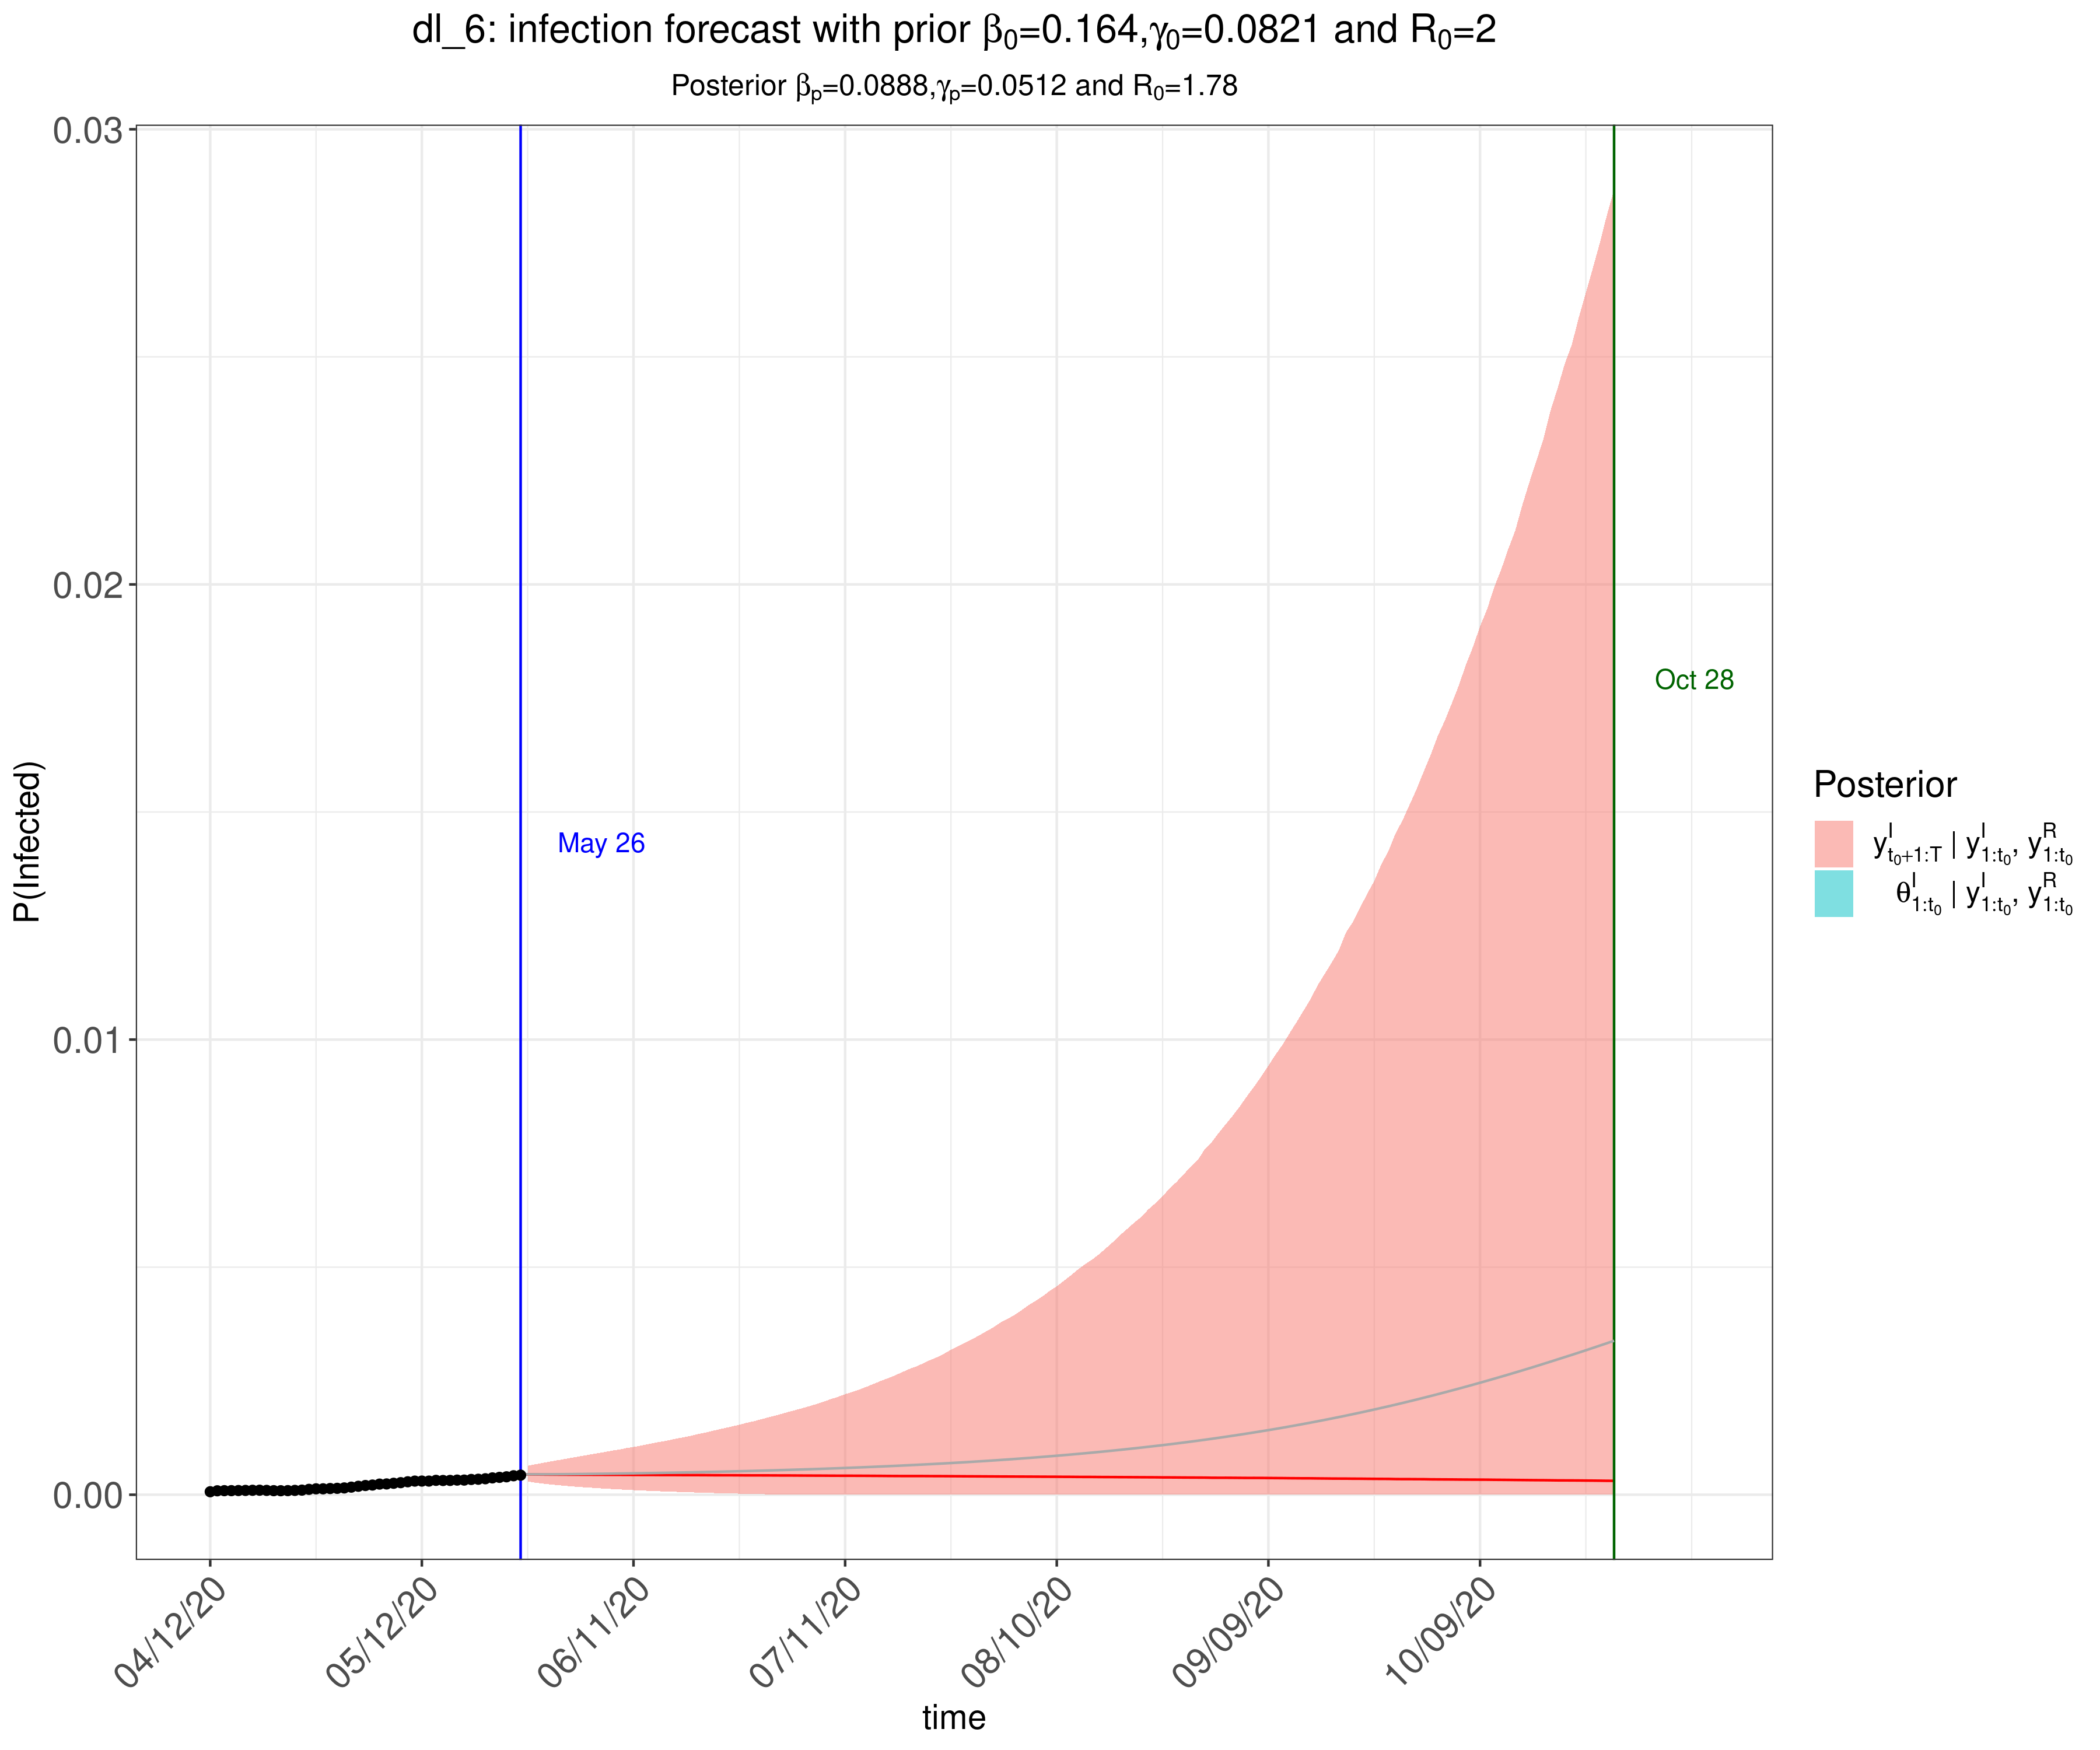 dl_6: infection forecast with prior β₀=0.164,γ₀=0.0821 and R₀=2
Posterior βₚ=0.0888,γₚ=0.0512 and R₀=1.78
P(Infected)
0.03
0.02
0.01
0.00
May 26
Oct 28
04/12/20
05/12/20
06/11/20
07/11/20
08/10/20
09/09/20
10/09/20
time
Posterior
y^I_{t₀+1:T} | y^I_{1:t₀}, y^R_{1:t₀}
θ^I_{1:t₀} | y^I_{1:t₀}, y^R_{1:t₀}